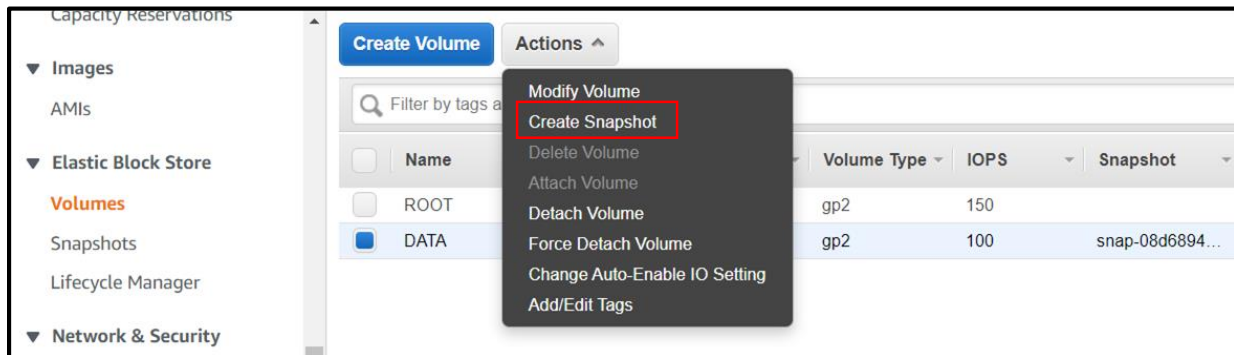 Capacity Reservations
Images
AMIs
Elastic Block Store
Volumes
Snapshots
Lifecycle Manager
Network & Security
Create Volume
Actions
Filter by tags a
Modify Volume
Create Snapshot
Delete Volume
Attach Volume
Detach Volume
Force Detach Volume
Change Auto-Enable IO Setting
Add/Edit Tags
Name Volume Type IOPS Snapshot
ROOT gp2 150
DATA gp2 100 snap-08d6894...